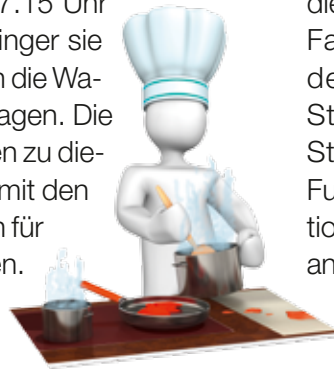 7.15 Uhr
inger sie
n die Wa-
agen. Die
en zu die-
mit den
n für
en.
die
Fa
de
St
St
Fu
tio
an